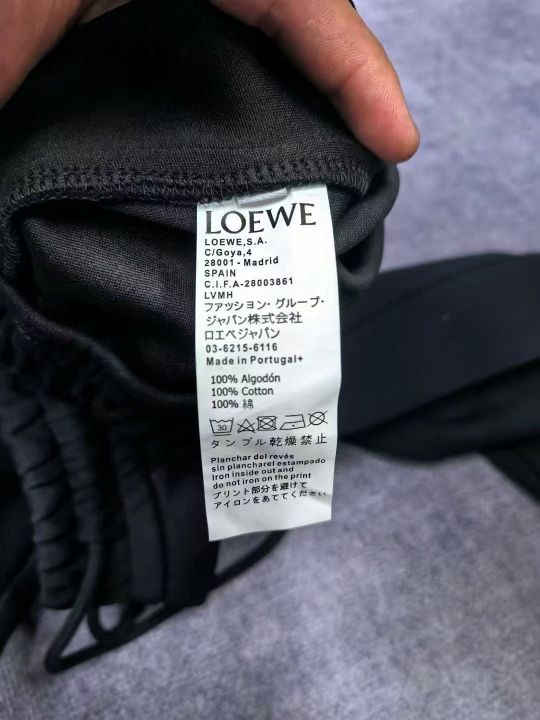 LOEWE
LOEWE,S.A.
C/Goya,4
28001 - Madrid
SPAIN
C.I.F.A-28003861
LVMH
ファッション・グループ・
ジャパン株式会社
ロエベジャパン
03-6215-6116
Made in Portugal+
100% Algodón
100% Cotton
100% 綿
30
タンブル乾燥禁止
Planchar del revés
sin plancharel estampado
Iron inside out and
do not iron on the print
プリント部分を避けて
アイロンをあててください